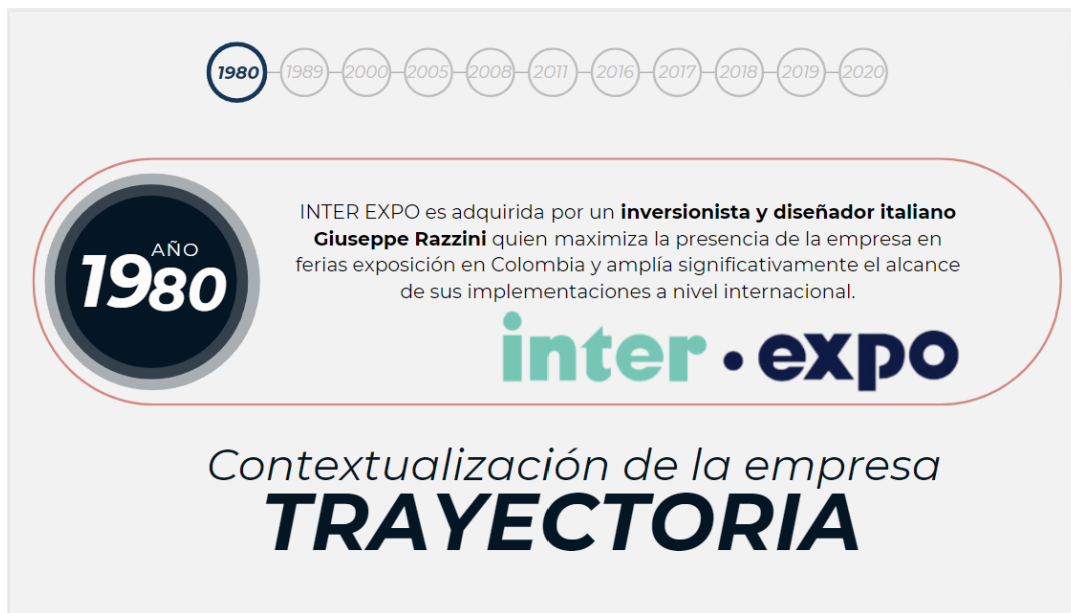 1980 1989 2000 2005 2008 2011 2016 2017 2018 2019 2020
AÑO
1980
INTER EXPO es adquirida por un inversionista y diseñador italiano
Giuseppe Razzini quien maximiza la presencia de la empresa en
ferias exposición en Colombia y amplía significativamente el alcance
de sus implementaciones a nivel internacional.
inter • expo
Contextualización de la empresa
TRAYECTORIA